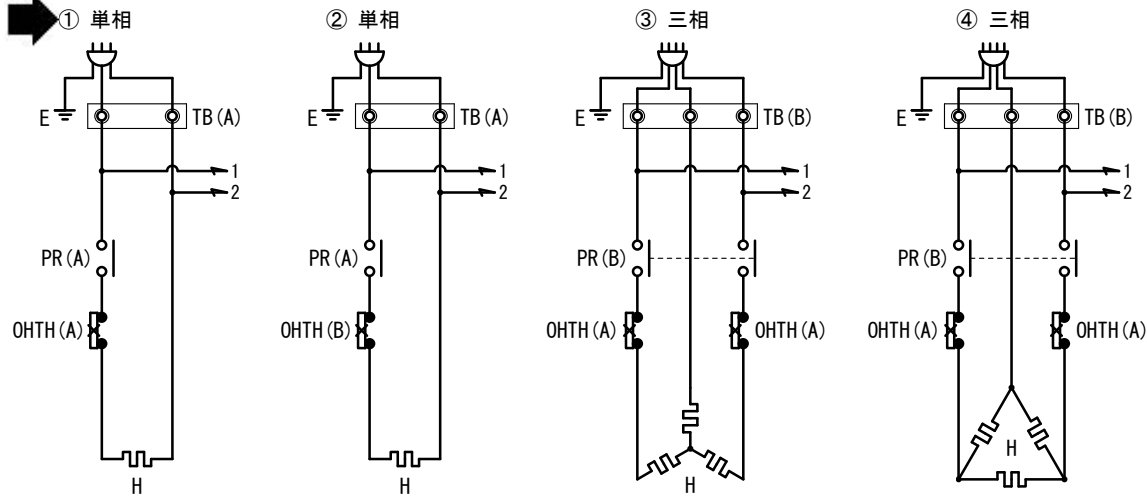 ① 単相 ② 単相 ③ 三相 ④ 三相
E TB(A) E TB(A) E TB(B) E TB(B)
1 1 1 1
2 2 2 2
PR(A) PR(A) PR(B) PR(B)
OHTH(A) OHTH(B) OHTH(A) OHTH(A) OHTH(A) OHTH(A)
H H H H